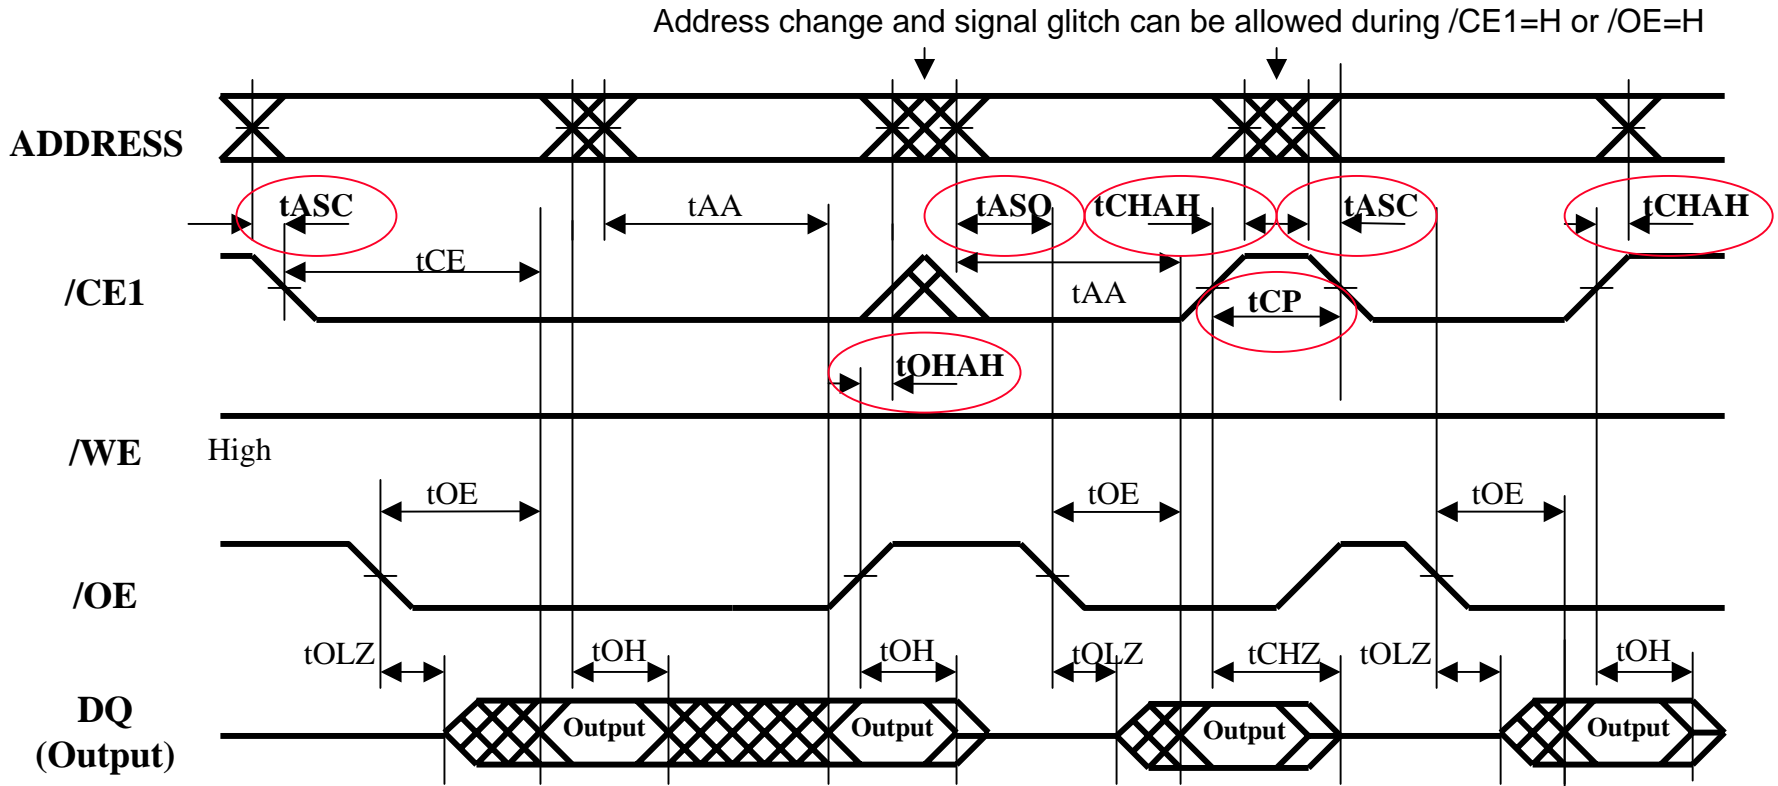 Address change and signal glitch can be allowed during /CE1=H or /OE=H
ADDRESS
tASC
tAA
tASO
tCHAH
tASC
tCHAH
/CE1
tCE
tAA
tCP
tOHAH
/WE
High
tOE
tOE
tOE
/OE
tOLZ
tOH
tOH
tOLZ
tCHZ
tOLZ
tOH
DQ
(Output)
Output
Output
Output
Output